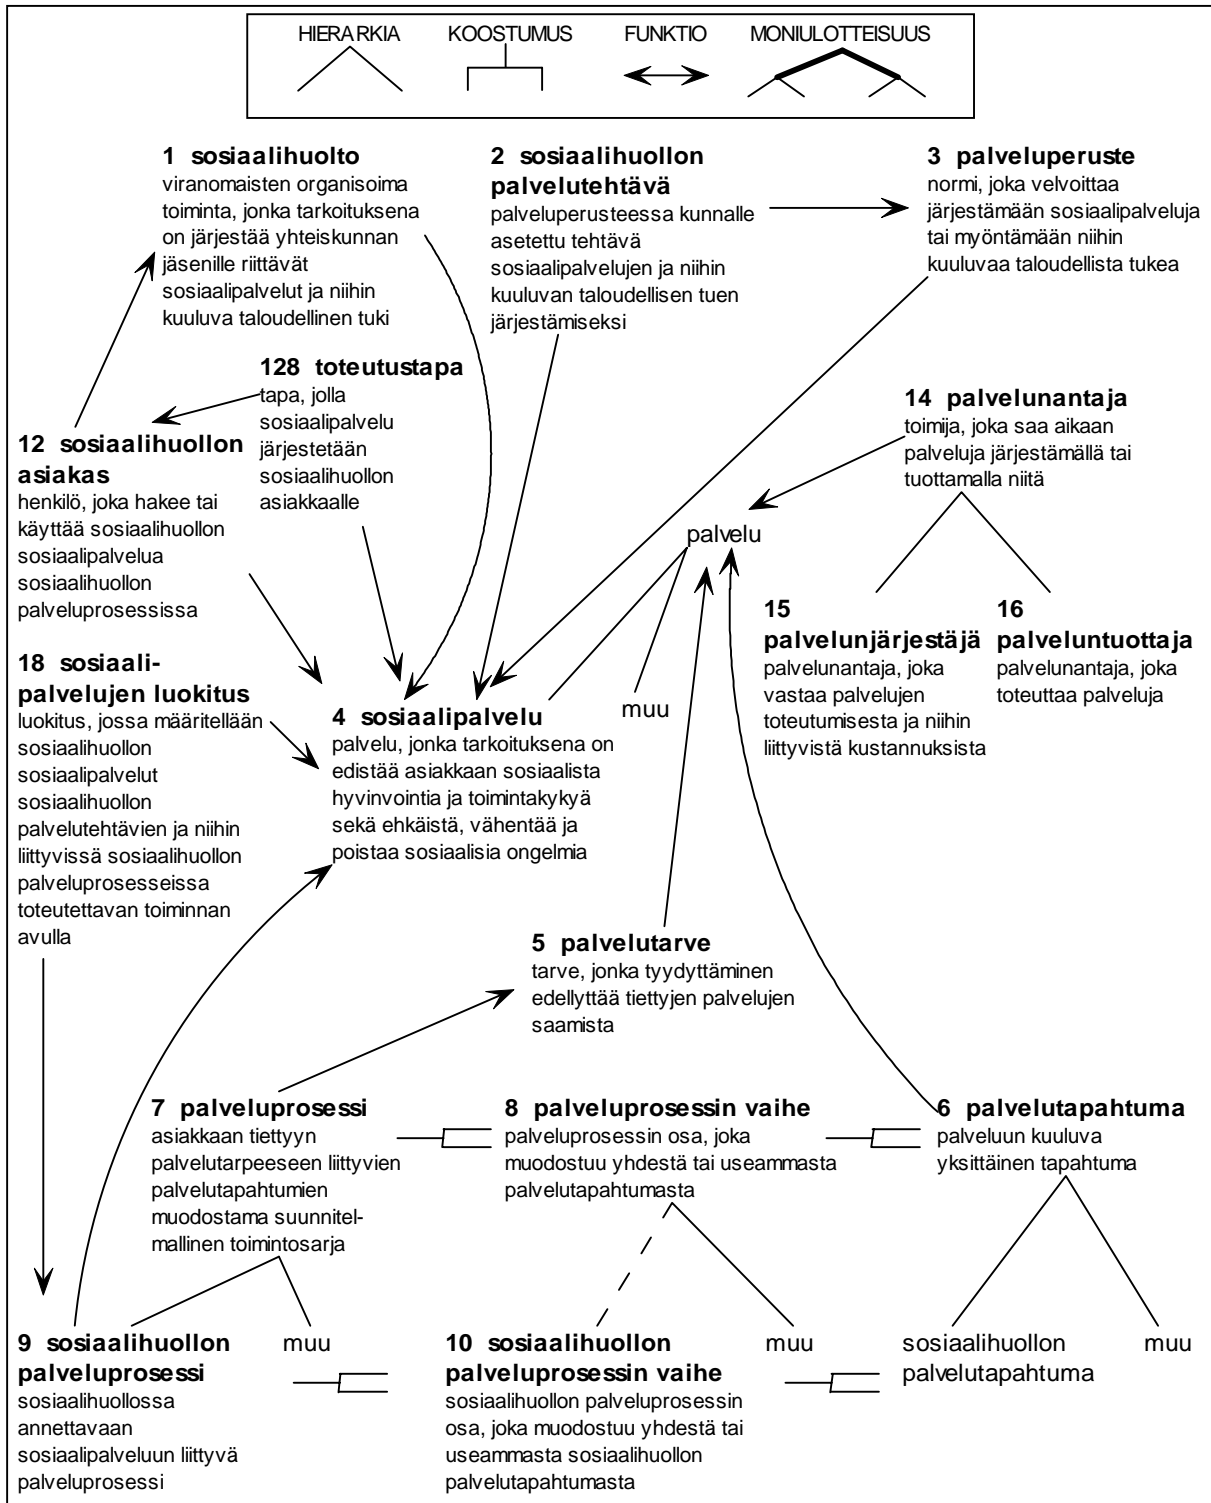 HIERARKIA
KOOSTUMUS
FUNKTIO
MONIULOTTEISUUS
1 sosiaalihuolto
viranomaisten organisoima
toiminta, jonka tarkoituksena
on järjestää yhteiskunnan
jäsenille riittävät
sosiaalipalvelut ja niihin
kuuluva taloudellinen tuki
2 sosiaalihuollon
palvelutehtävä
palveluperusteessa kunnalle
asetettu tehtävä
sosiaalipalvelujen ja niihin
kuuluvan taloudellisen tuen
järjestämiseksi
3 palveluperuste
normi, joka velvoittaa
järjestämään sosiaalipalveluja
tai myöntämään niihin
kuuluvaa taloudellista tukea
128 toteutustapa
tapa, jolla
sosiaalipalvelu
järjestetään
sosiaalihuollon
asiakkaalle
14 palvelunantaja
toimija, joka saa aikaan
palveluja järjestämällä tai
tuottamalla niitä
12 sosiaalihuollon
asiakas
henkilö, joka hakee tai
käyttää sosiaalihuollon
sosiaalipalvelua
sosiaalihuollon
palveluprosessissa
palvelu
15
palvelunjärjestäjä
palvelunantaja, joka
vastaa palvelujen
toteutumisesta ja niihin
liittyvistä kustannuksista
16
palveluntuottaja
palvelunantaja, joka
toteuttaa palveluja
18 sosiaali-
palvelujen luokitus
luokitus, jossa määritellään
sosiaalihuollon
sosiaalipalvelut
sosiaalihuollon
palvelutehtävien ja niihin
liittyvissä sosiaalihuollon
palveluprosesseissa
toteutettavan toiminnan
avulla
4 sosiaalipalvelu
palvelu, jonka tarkoituksena on
edistää asiakkaan sosiaalista
hyvinvointia ja toimintakykyä
sekä ehkäistä, vähentää ja
poistaa sosiaalisia ongelmia
muu
5 palvelutarve
tarve, jonka tyydyttäminen
edellyttää tiettyjen palvelujen
saamista
7 palveluprosessi
asiakkaan tiettyyn
palvelutarpeeseen liittyvien
palvelutapahtumien
muodostama suunnitel-
mallinen toimintosarja
8 palveluprosessin vaihe
palveluprosessin osa, joka
muodostuu yhdestä tai useammasta
palvelutapahtumasta
6 palvelutapahtuma
palveluun kuuluva
yksittäinen tapahtuma
9 sosiaalihuollon
palveluprosessi
sosiaalihuollossa
annettavaan
sosiaalipalveluun liittyvä
palveluprosessi
muu
10 sosiaalihuollon
palveluprosessin vaihe
sosiaalihuollon palveluprosessin
osa, joka muodostuu yhdestä tai
useammasta sosiaalihuollon
palvelutapahtumasta
muu
sosiaalihuollon
palvelutapahtuma
muu